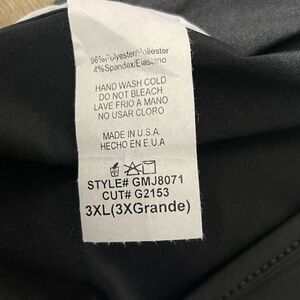 96%Polyester/Poliester
4%Spandex/Elastano
HAND WASH COLD
DO NOT BLEACH
LAVE FRIO A MANO
NO USAR CLORO
MADE IN U.S.A.
HECHO EN E.U.A
STYLE# GMJ8071
CUT# G2153
3XL(3XGrande)